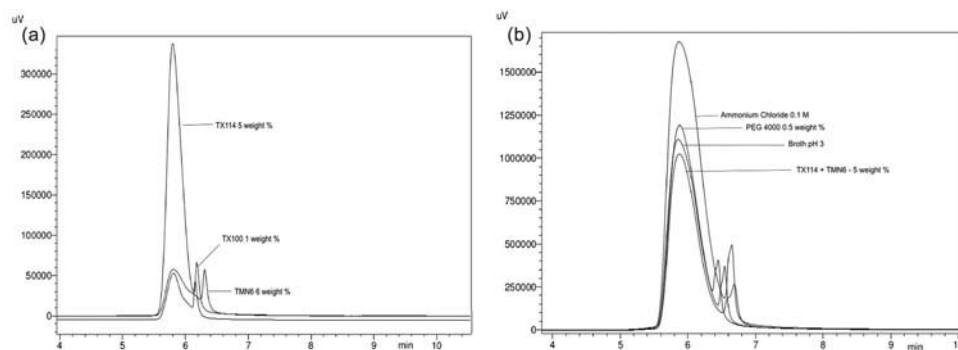 uV
(a)
300000
250000
200000
150000
100000
50000
0
TX114 5 weight %
TX100 1 weight %
TMN6 6 weight %
4 5 6 7 8 9 10 min
uV
(b)
1500000
1250000
1000000
750000
500000
250000
0
Ammonium Chloride 0.1 M
PEG 4000 0.5 weight %
Broth pH 3
TX114 + TMN6 - 5 weight %
4 5 6 7 8 9 min